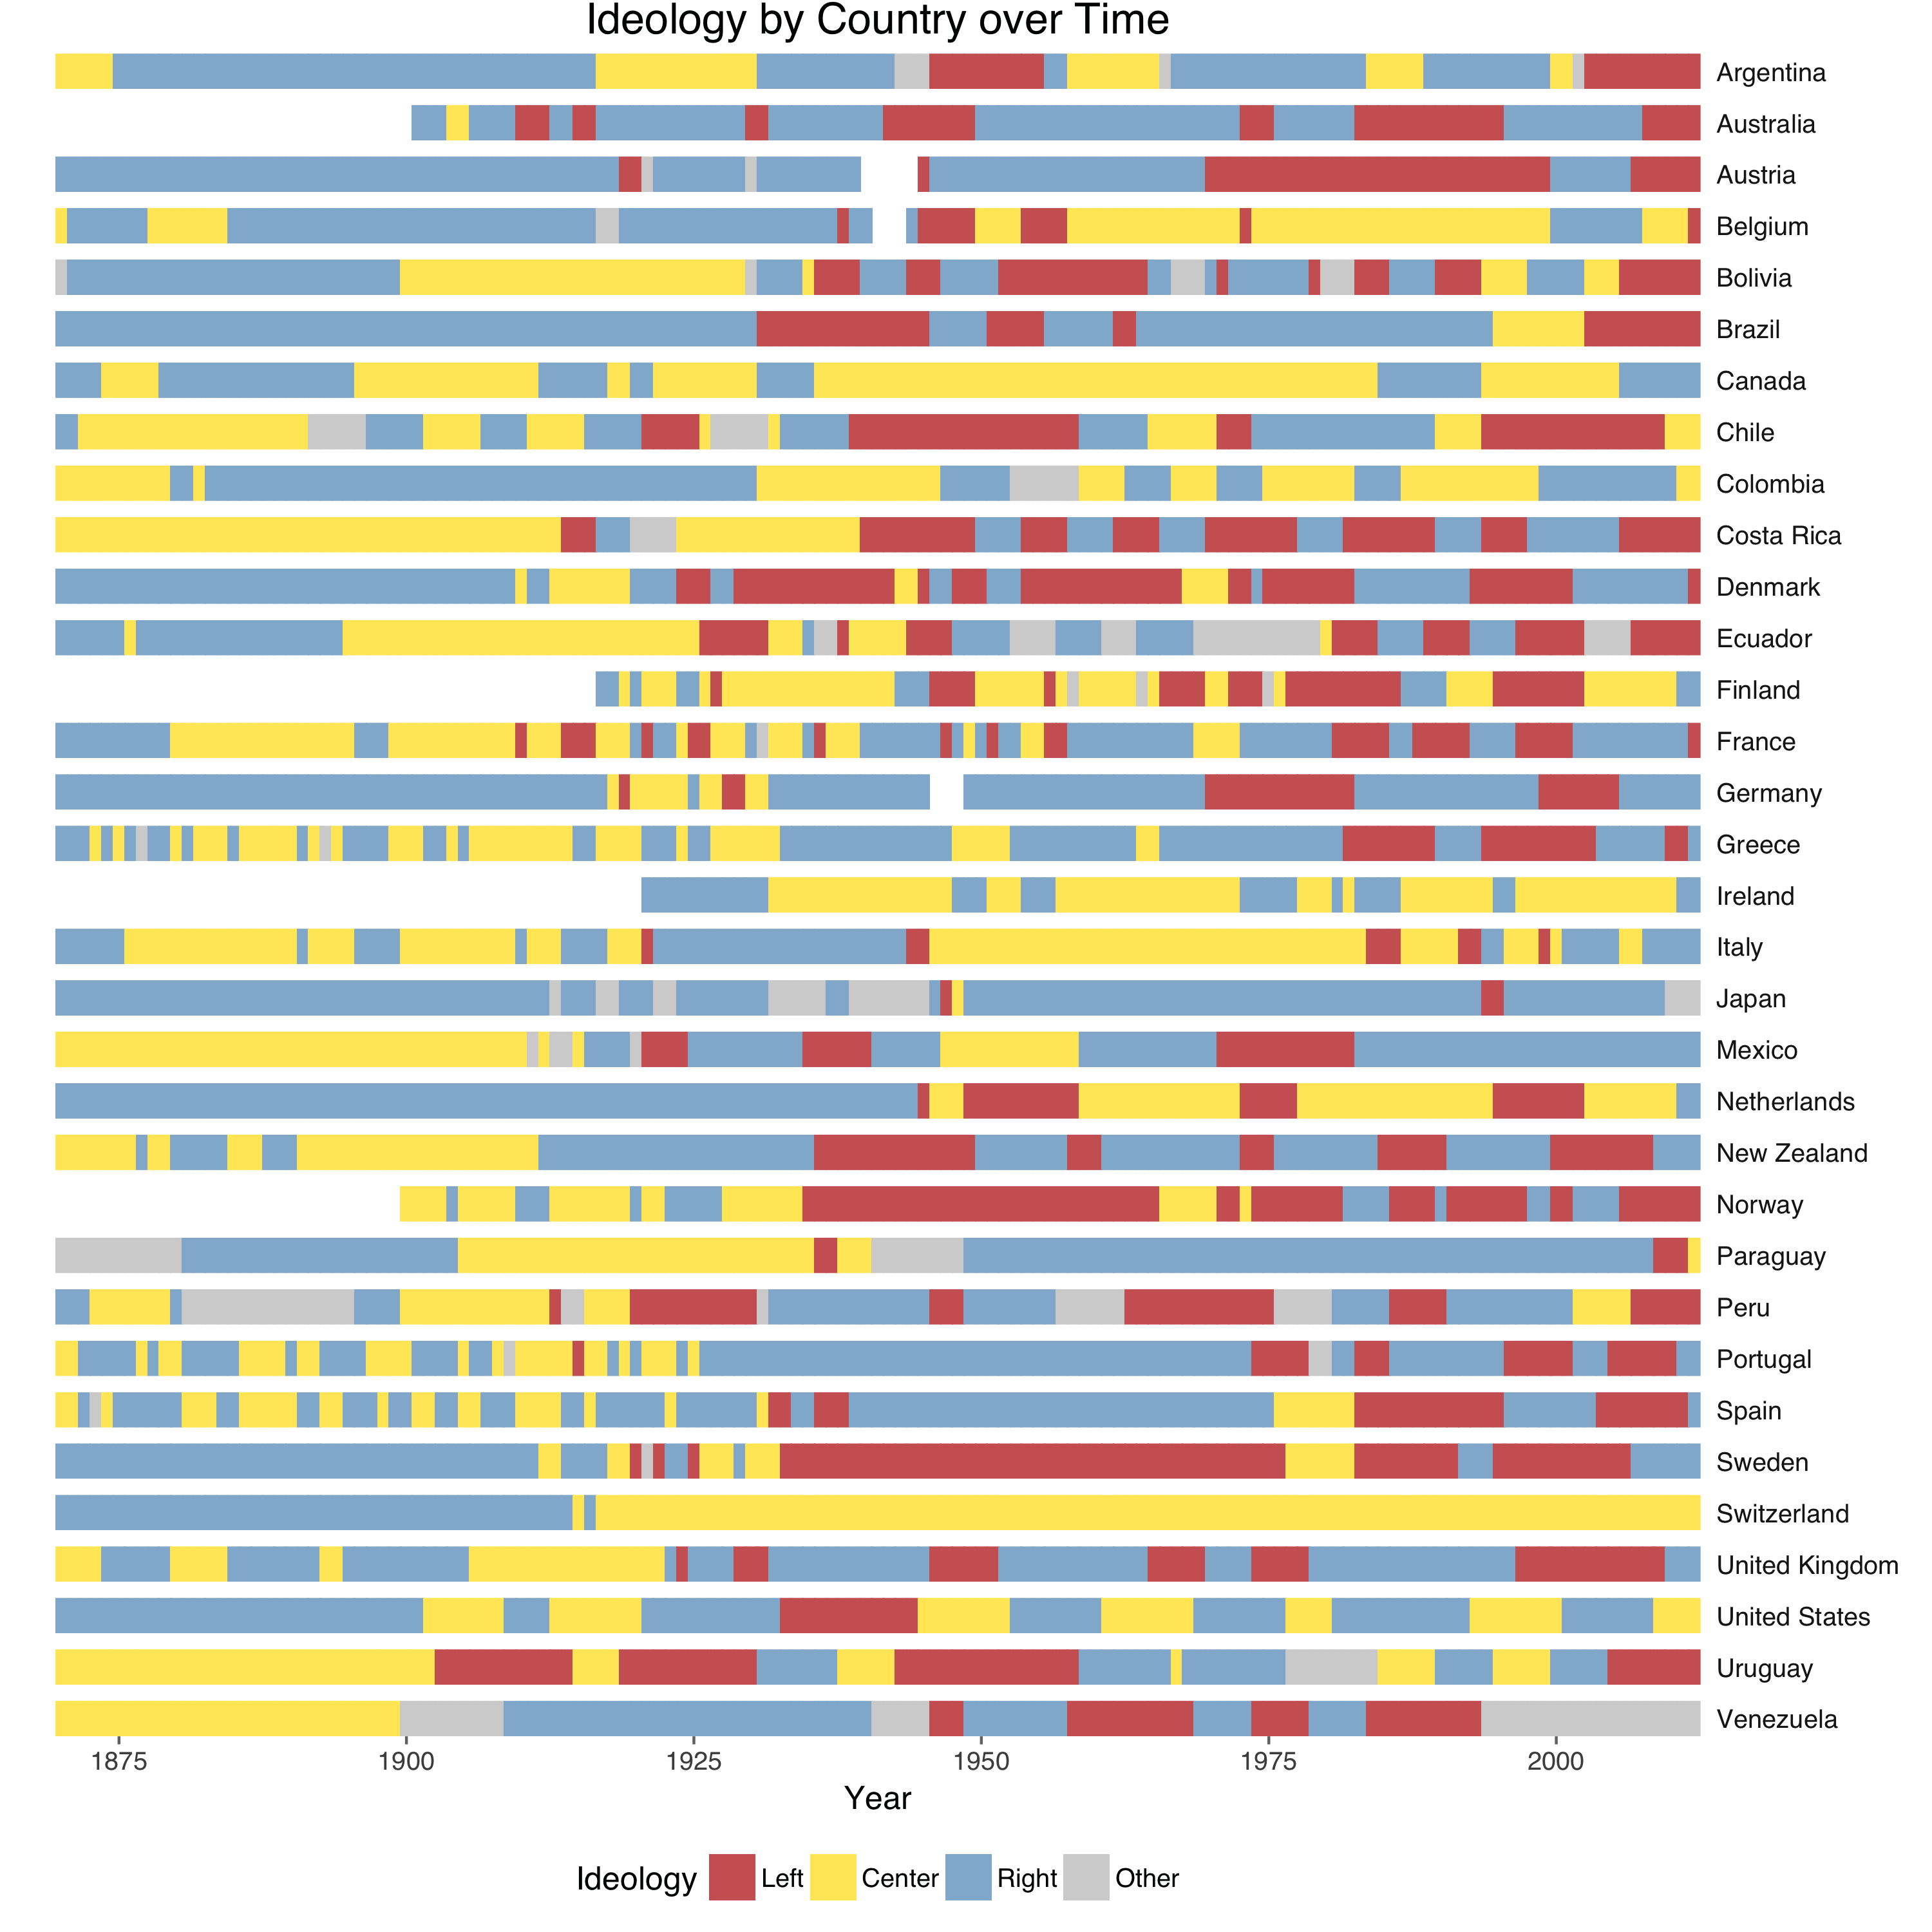 Ideology by Country over Time
Argentina
Australia
Austria
Belgium
Bolivia
Brazil
Canada
Chile
Colombia
Costa Rica
Denmark
Ecuador
Finland
France
Germany
Greece
Ireland
Italy
Japan
Mexico
Netherlands
New Zealand
Norway
Paraguay
Peru
Portugal
Spain
Sweden
Switzerland
United Kingdom
United States
Uruguay
Venezuela
1875 1900 1925 1950 1975 2000
Year
Ideology Left Center Right Other